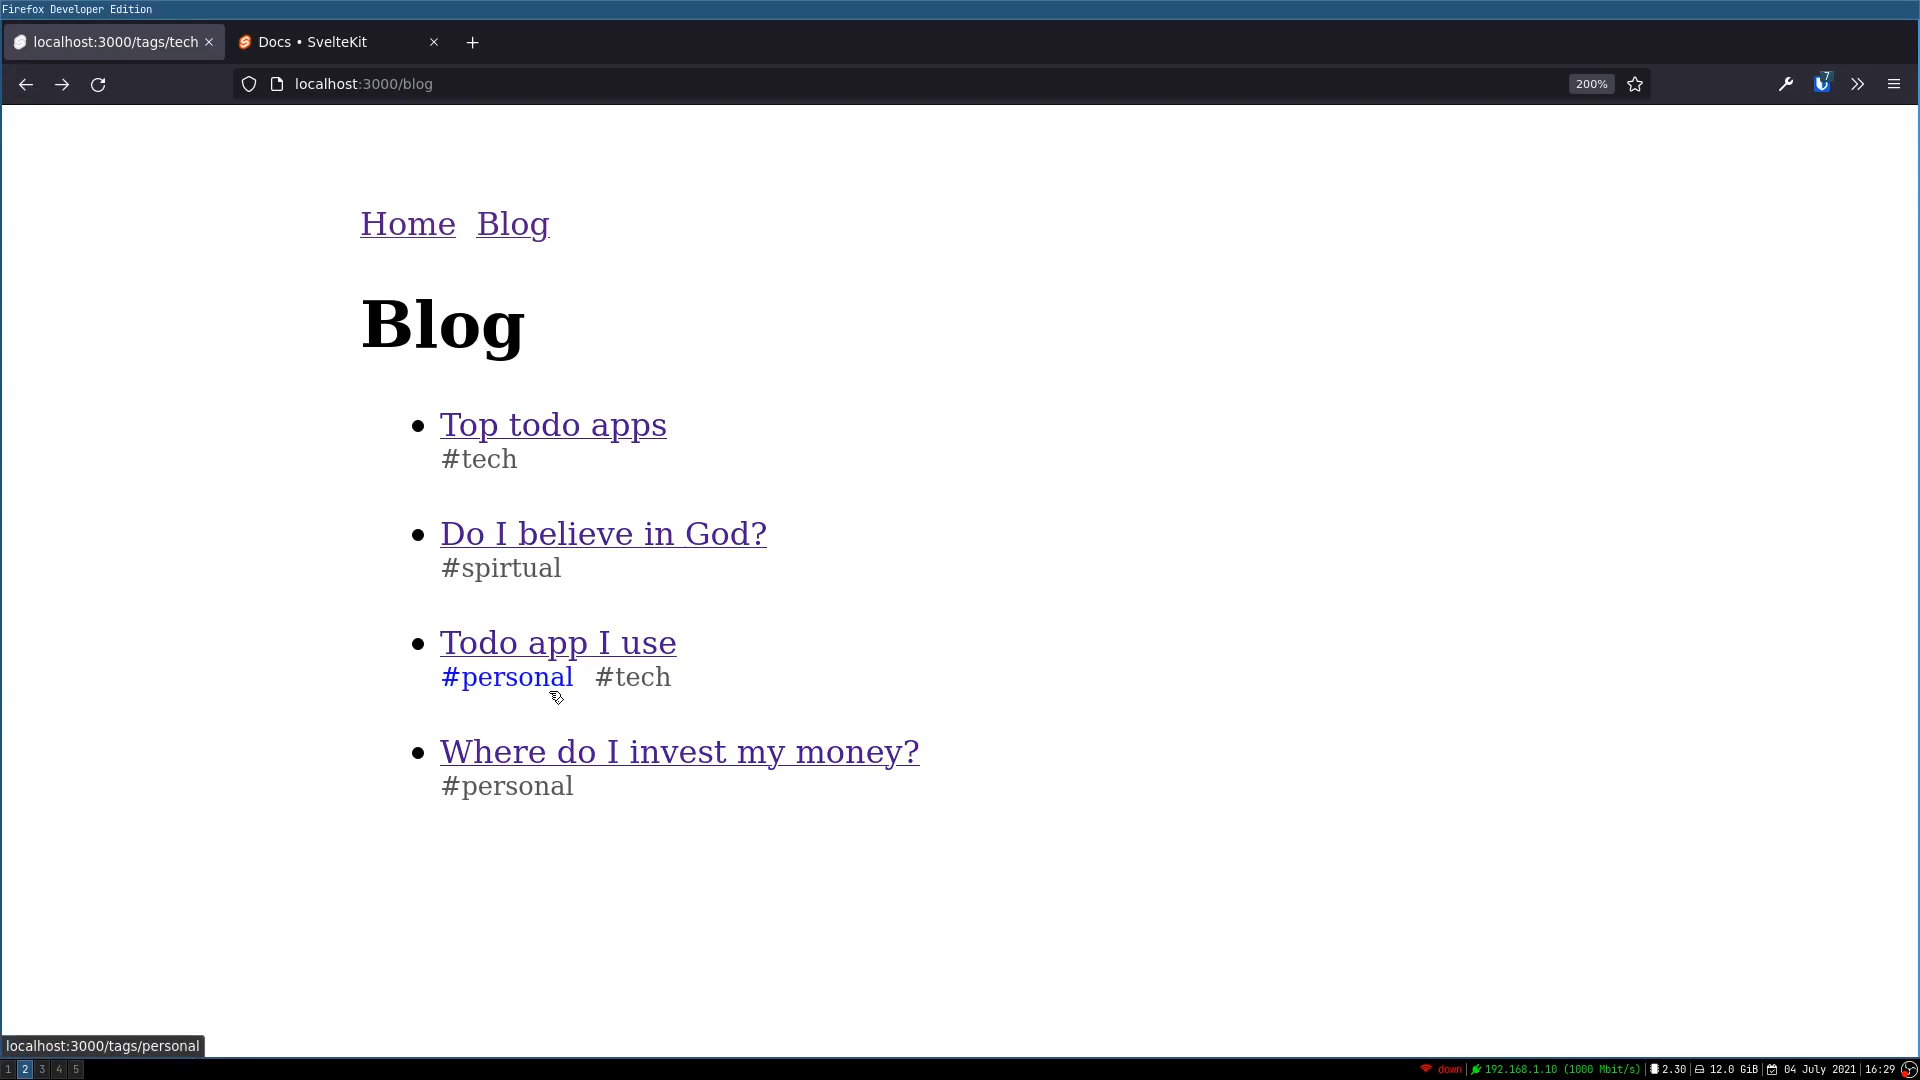 Firefox Developer Edition
localhost:3000/tags/tech
Docs • SvelteKit
localhost:3000/blog
200%
7
Home Blog
Blog
Top todo apps
#tech
Do I believe in God?
#spirtual
Todo app I use
#personal #tech
Where do I invest my money?
#personal
localhost:3000/tags/personal
1 2 3 4 5
down 192.168.1.10 (1000 Mbit/s) 2.30 12.0 GiB 04 July 2021 16:29